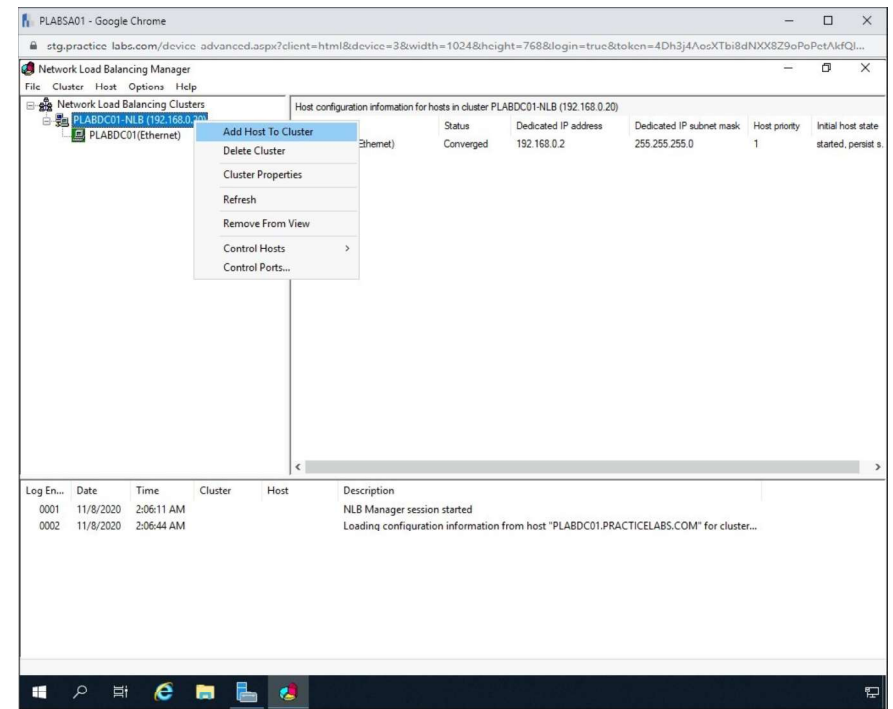 PLABSA01 - Google Chrome
stg.practice-labs.com/device-advanced.aspx?client=html&device=3&width=1024&height=768&login=true&
Network Load Balancing Manager
File Cluster Host Options Help
Network Load Balancing Clusters
PLABDC01-NLB (192.168.0.20)
PLABDC01(Ethernet)
Add Host To Cluster
Delete Cluster
Cluster Properties
Refresh
Remove From View
Control Hosts
Control Ports...
Host configuration information for hosts in cluster PLABDC01-NLB (192.168.0.20)
Status Dedicated IP address Dedicated IP subnet mask Host priority Initial host state
Ethernet) Converged 192.168.0.2 255.255.255.0 1 started, persist s.
Log En... Date Time Cluster Host Description
0001 11/8/2020 2:06:11 AM NLB Manager session started
0002 11/8/2020 2:06:44 AM Loading configuration information from host "PLABDC01.PRACTICELABS.COM" for cluster...